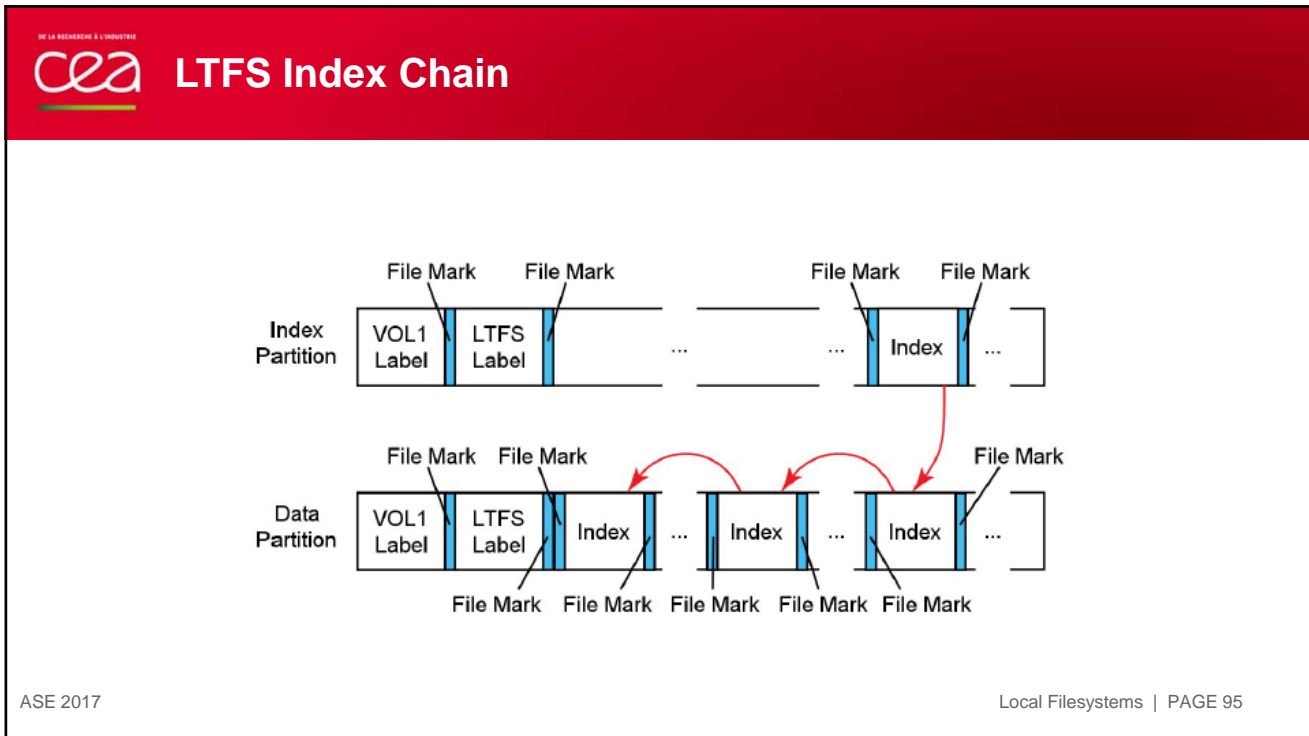 DE LA RECHERCHE À L'INDUSTRIE
cea
LTFS Index Chain
File Mark File Mark File Mark File Mark
Index
Partition
VOL1
Label
LTFS
Label
...
...
Index
...
File Mark File Mark File Mark
Data
Partition
VOL1
Label
LTFS
Label
Index
...
Index
...
Index
...
File Mark File Mark File Mark File Mark File Mark
ASE 2017
Local Filesystems | PAGE 95